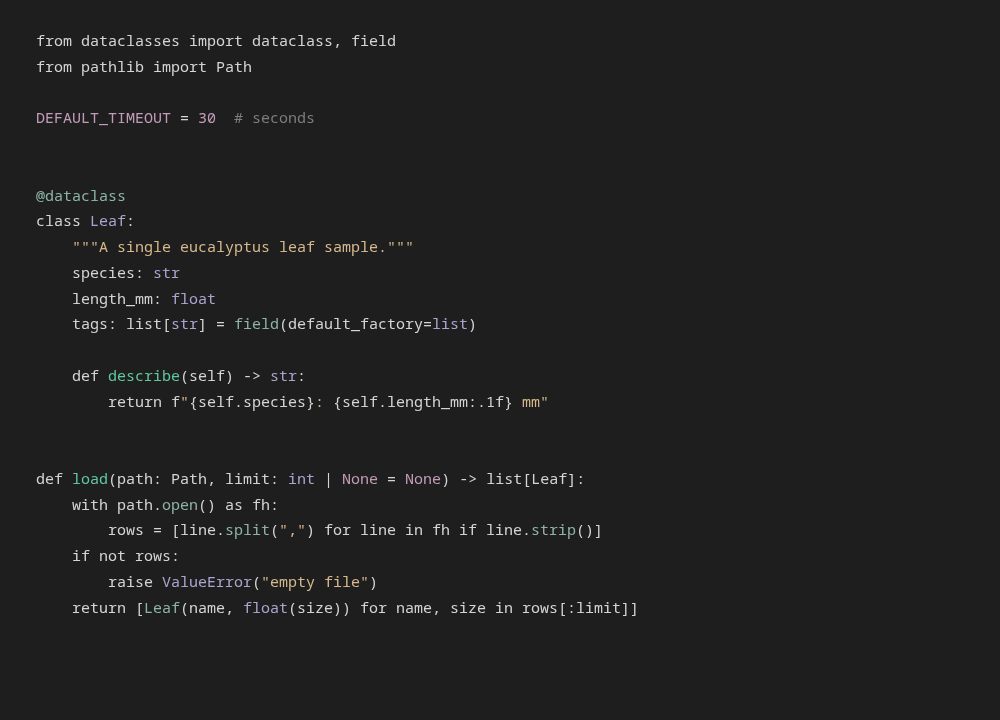 from dataclasses import dataclass, field
from pathlib import Path

DEFAULT_TIMEOUT = 30  # seconds


@dataclass
class Leaf:
    """A single eucalyptus leaf sample."""
    species: str
    length_mm: float
    tags: list[str] = field(default_factory=list)

    def describe(self) -> str:
        return f"{self.species}: {self.length_mm:.1f} mm"


def load(path: Path, limit: int | None = None) -> list[Leaf]:
    with path.open() as fh:
        rows = [line.split(",") for line in fh if line.strip()]
    if not rows:
        raise ValueError("empty file")
    return [Leaf(name, float(size)) for name, size in rows[:limit]]